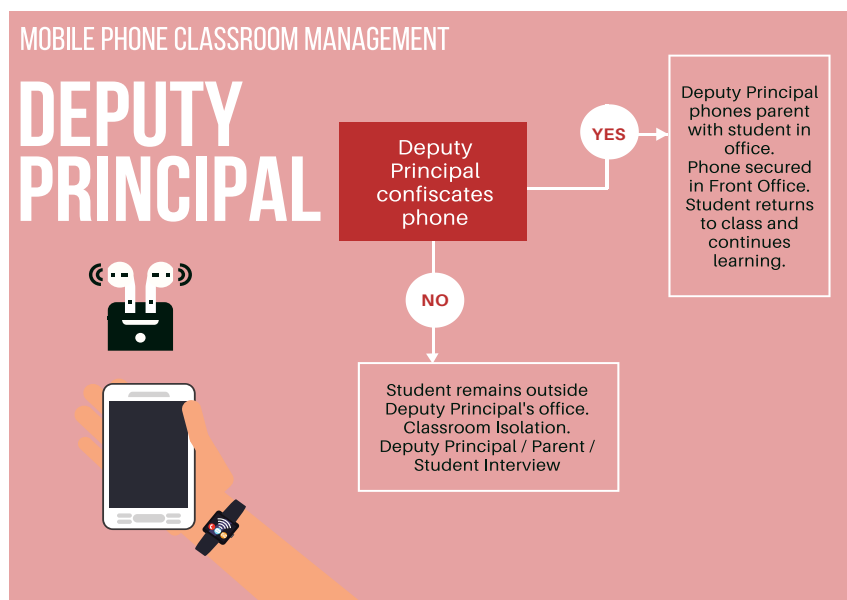 MOBILE PHONE CLASSROOM MANAGEMENT
DEPUTY
PRINCIPAL
Deputy
Principal
confiscates
phone
YES
Deputy Principal
phones parent
with student in
office.
Phone secured
in Front Office.
Student returns
to class and
continues
learning.
NO
Student remains outside
Deputy Principal's office.
Classroom Isolation.
Deputy Principal / Parent /
Student Interview